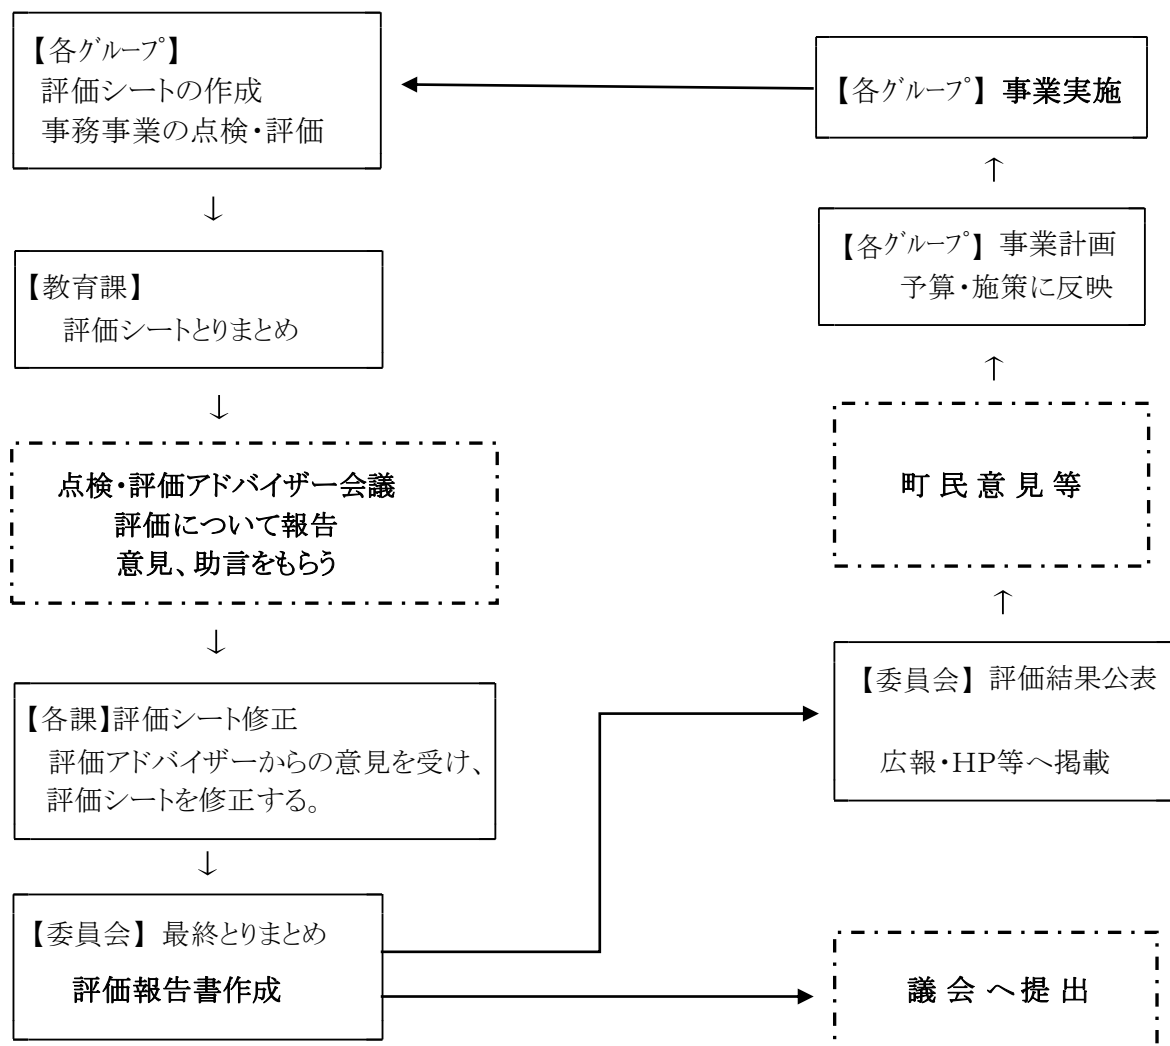 【各グループ】
評価シートの作成
事務事業の点検・評価
↓
【教育課】
評価シートとりまとめ
↓
点検・評価アドバイザー会議
評価について報告
意見、助言をもらう
↓
【各課】評価シート修正
評価アドバイザーからの意見を受け、
評価シートを修正する。
↓
【委員会】 最終とりまとめ
評価報告書作成
【各グループ】 事業実施
↑
【各グループ】 事業計画
予算・施策に反映
↑
町 民 意 見 等
↑
【委員会】 評価結果公表
広報・HP等へ掲載
議 会 へ 提 出